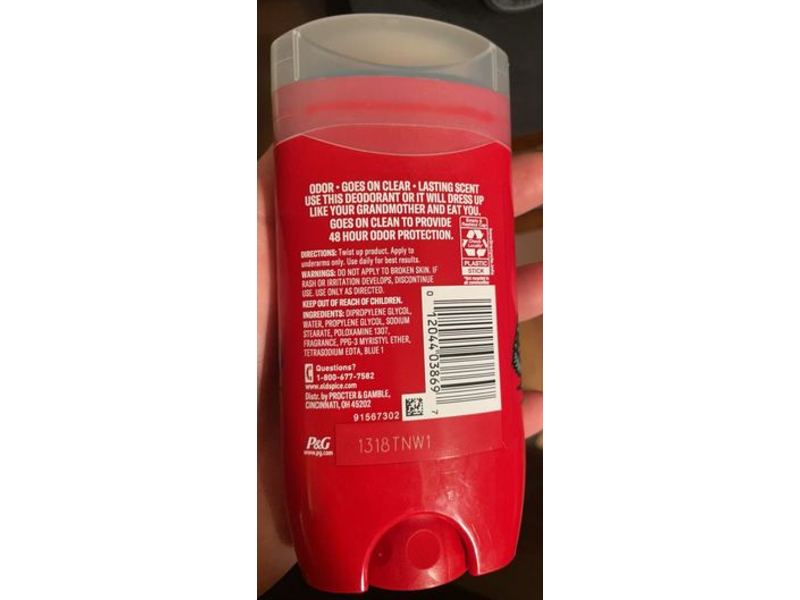 ODOR • GOES ON CLEAR • LASTING SCENT
USE THIS DEODORANT OR IT WILL DRESS UP
LIKE YOUR GRANDMOTHER AND EAT YOU.
GOES ON CLEAN TO PROVIDE
48 HOUR ODOR PROTECTION.
DIRECTIONS: Twist up product. Apply to
underarms only. Use daily for best results.
WARNINGS: DO NOT APPLY TO BROKEN SKIN. IF
RASH OR IRRITATION DEVELOPS, DISCONTINUE
USE. USE ONLY AS DIRECTED.
KEEP OUT OF REACH OF CHILDREN.
INGREDIENTS: DIPROPYLENE GLYCOL,
WATER, PROPYLENE GLYCOL, SODIUM
STEARATE, POLOXAMINE 1307,
FRAGRANCE, PPG-3 MYRISTYL ETHER,
TETRASODIUM EDTA, BLUE 1
Questions?
1-800-677-7582
www.oldspice.com
Distr. by PROCTER & GAMBLE,
CINCINNATI, OH 45202
91567302
P&G
www.pg.com
1318TNW1
Empty &
Replace Cap
PLASTIC
STICK
0 12044 03869 7